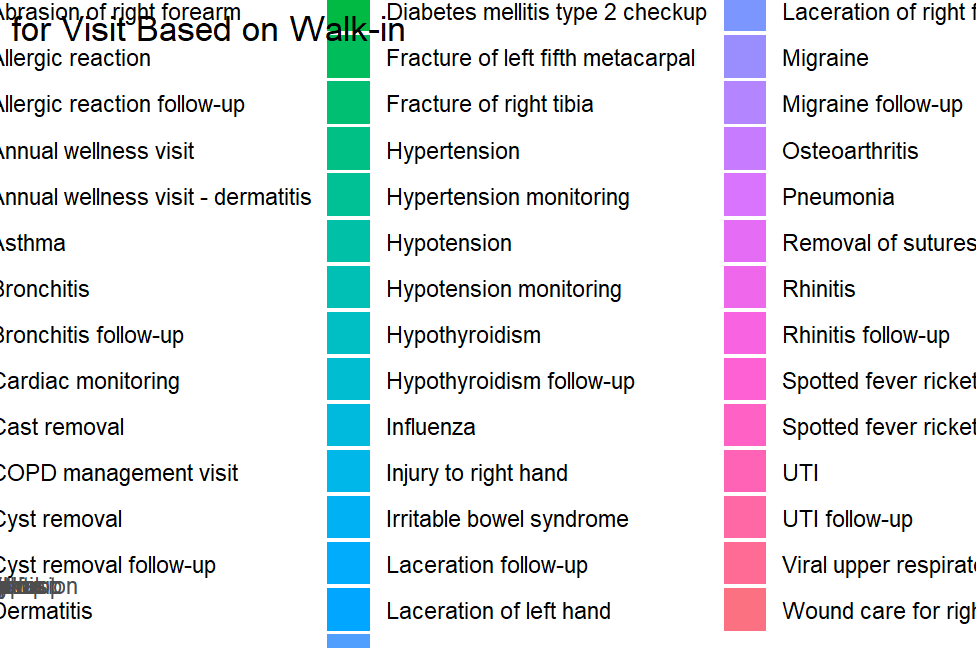 Abrasion of right forearm
for Visit Based on Walk-in
Allergic reaction
Allergic reaction follow-up
Annual wellness visit
Annual wellness visit - dermatitis
Asthma
Bronchitis
Bronchitis follow-up
Cardiac monitoring
Cast removal
COPD management visit
Cyst removal
Cyst removal follow-up
Dermatitis
Diabetes mellitis type 2 checkup
Fracture of left fifth metacarpal
Fracture of right tibia
Hypertension
Hypertension monitoring
Hypotension
Hypotension monitoring
Hypothyroidism
Hypothyroidism follow-up
Influenza
Injury to right hand
Irritable bowel syndrome
Laceration follow-up
Laceration of left hand
Laceration of right f
Migraine
Migraine follow-up
Osteoarthritis
Pneumonia
Removal of sutures
Rhinitis
Rhinitis follow-up
Spotted fever ricket
Spotted fever ricket
UTI
UTI follow-up
Viral upper respirat
Wound care for righ